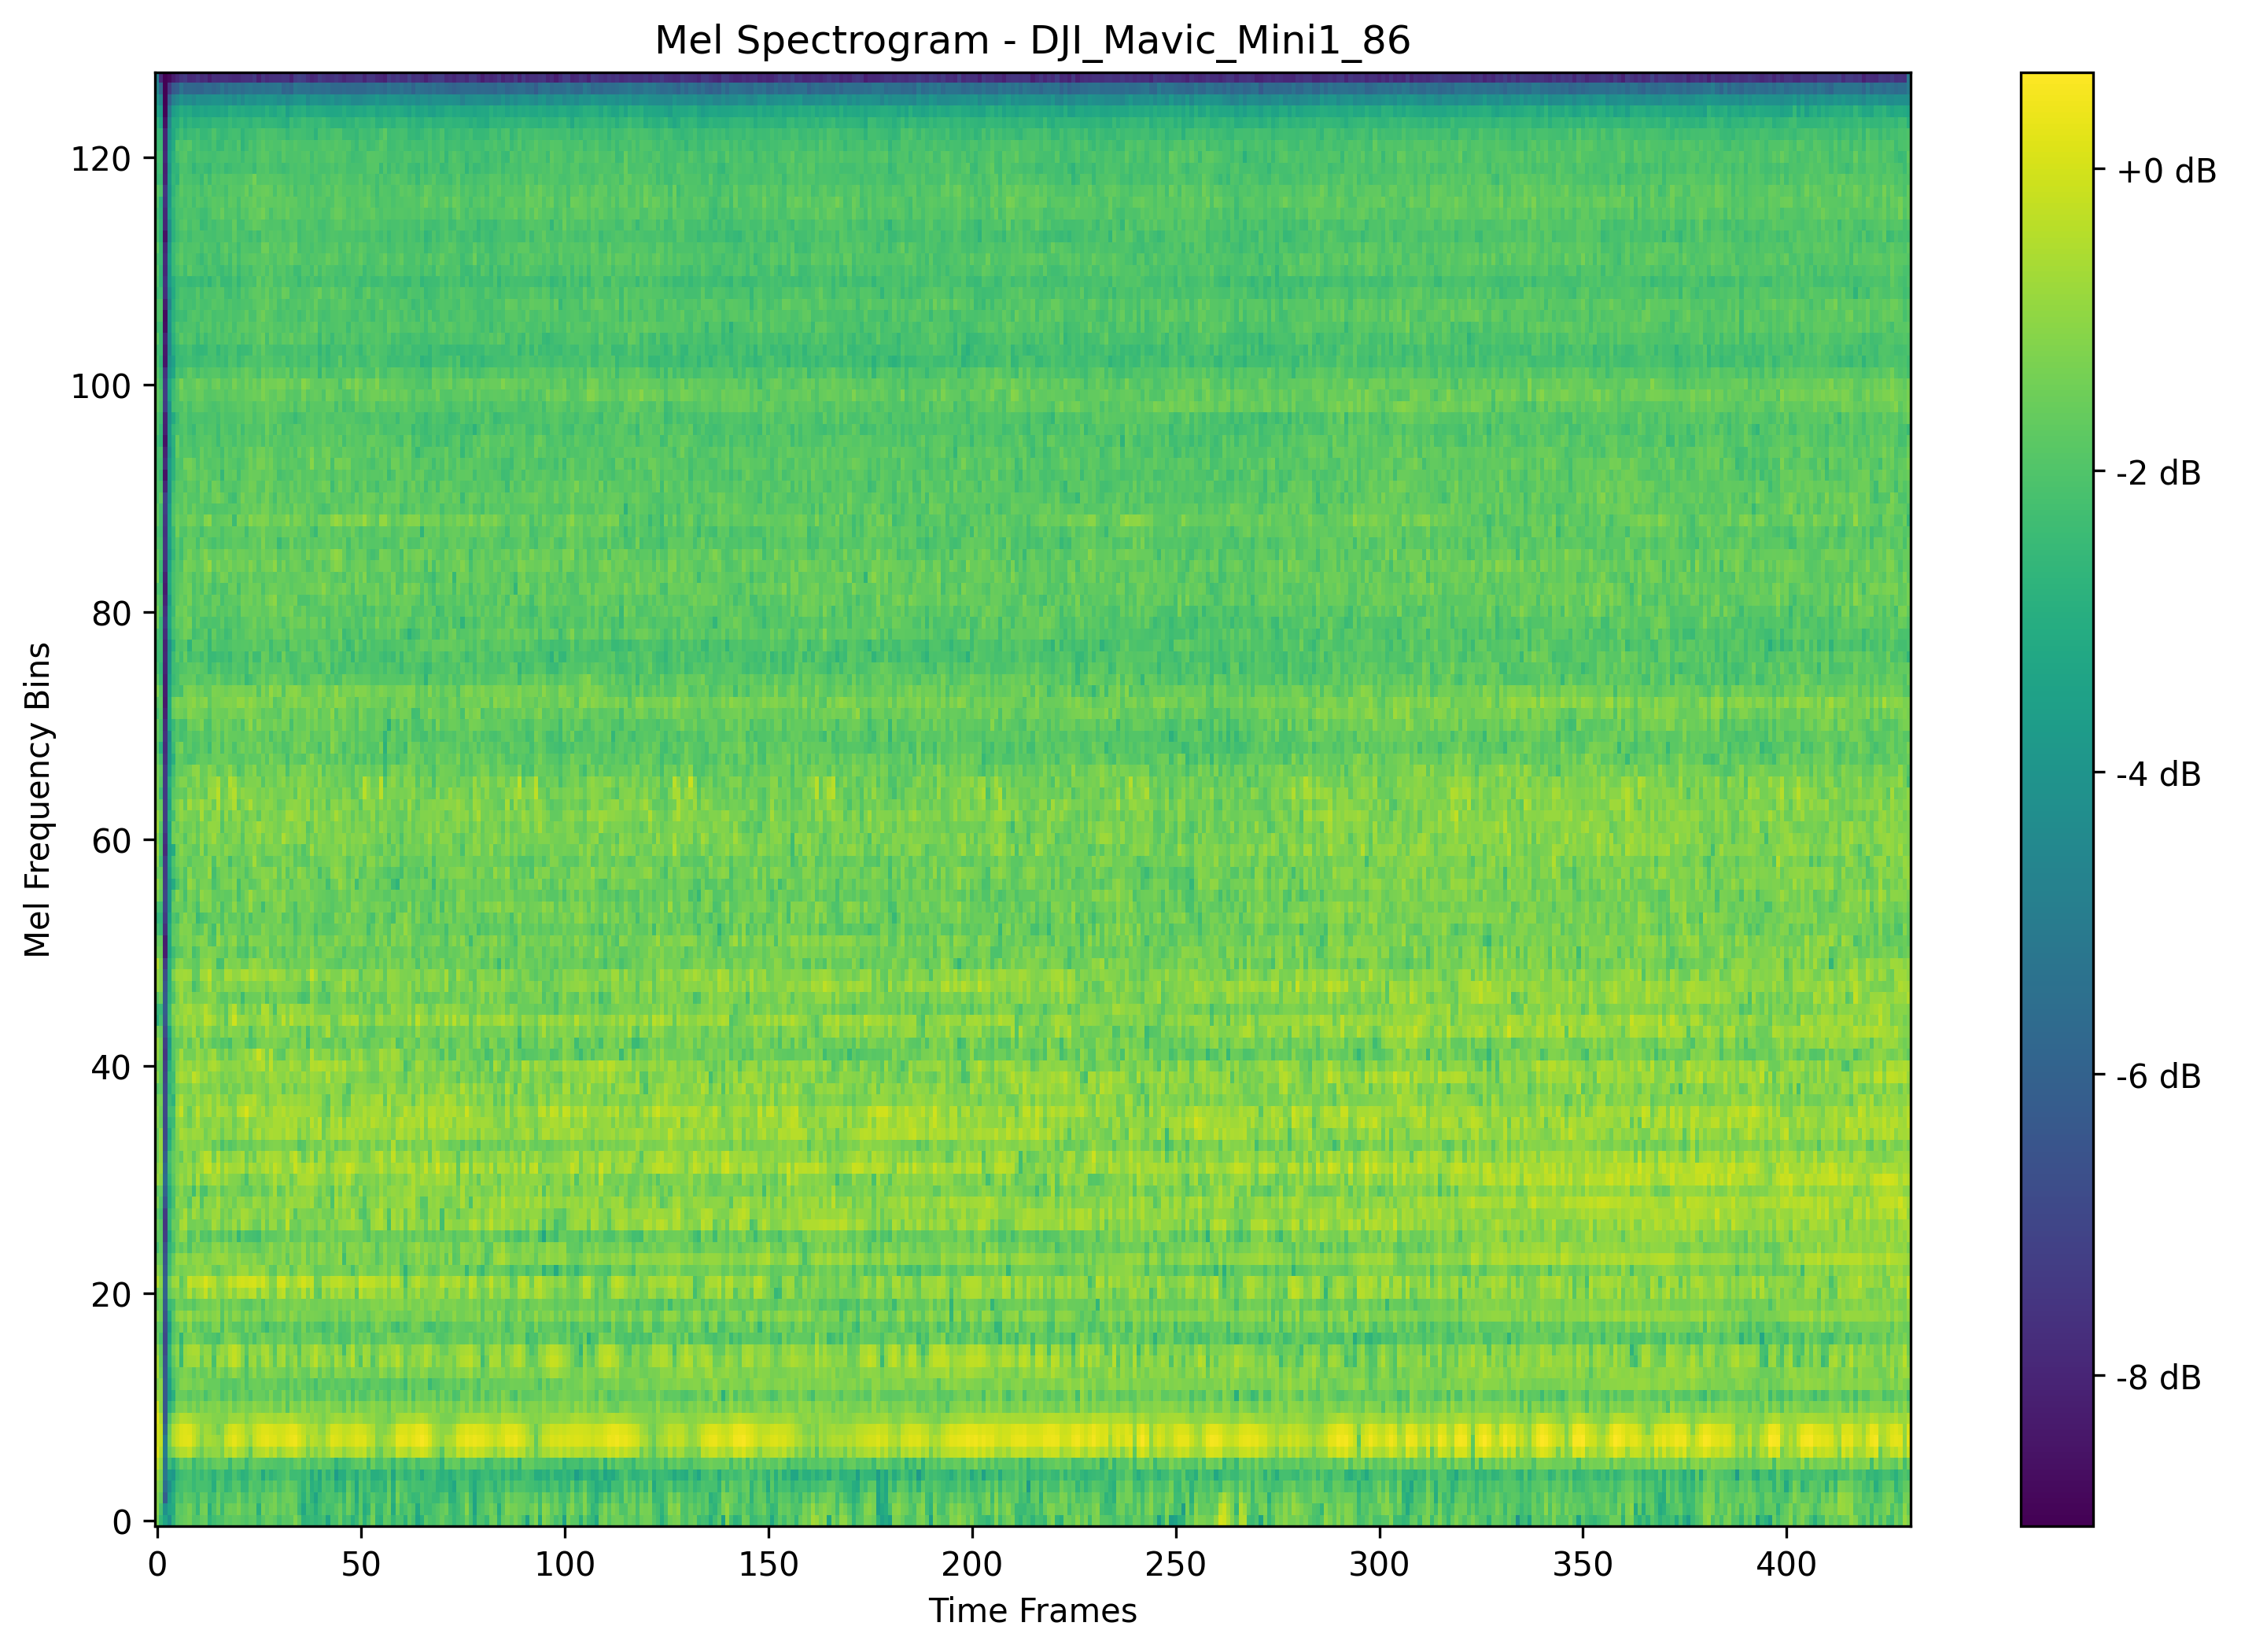 Mel Spectrogram - DJI_Mavic_Mini1_86
Mel Frequency Bins
120
100
80
60
40
20
0
0 50 100 150 200 250 300 350 400
Time Frames
+0 dB
-2 dB
-4 dB
-6 dB
-8 dB